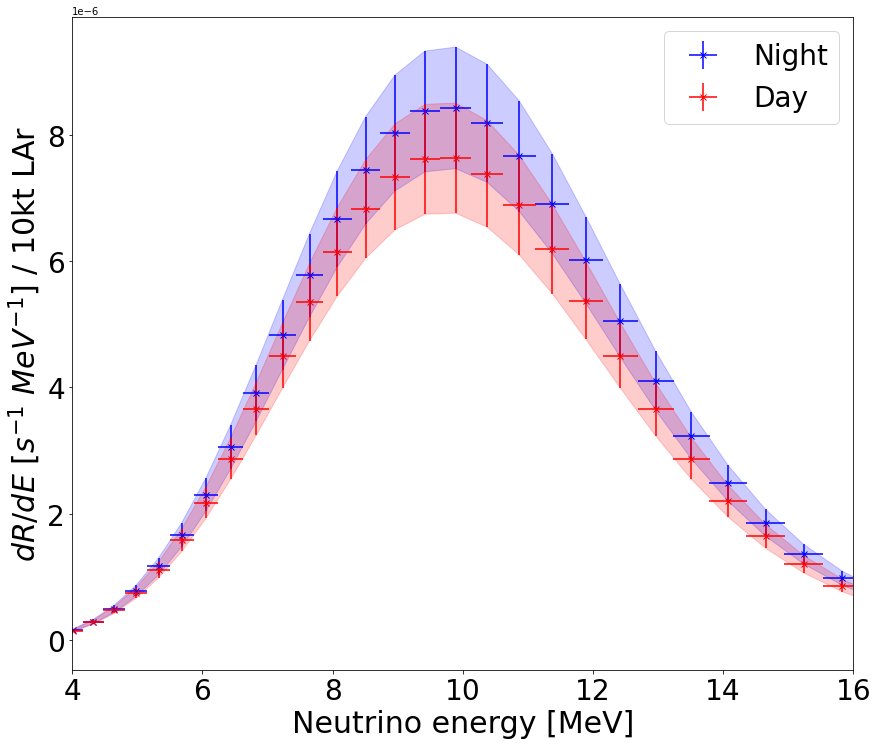 1e−6
Night
Day
dR/dE [s⁻¹ MeV⁻¹] / 10kt LAr
8
6
4
2
0
4 6 8 10 12 14 16
Neutrino energy [MeV]